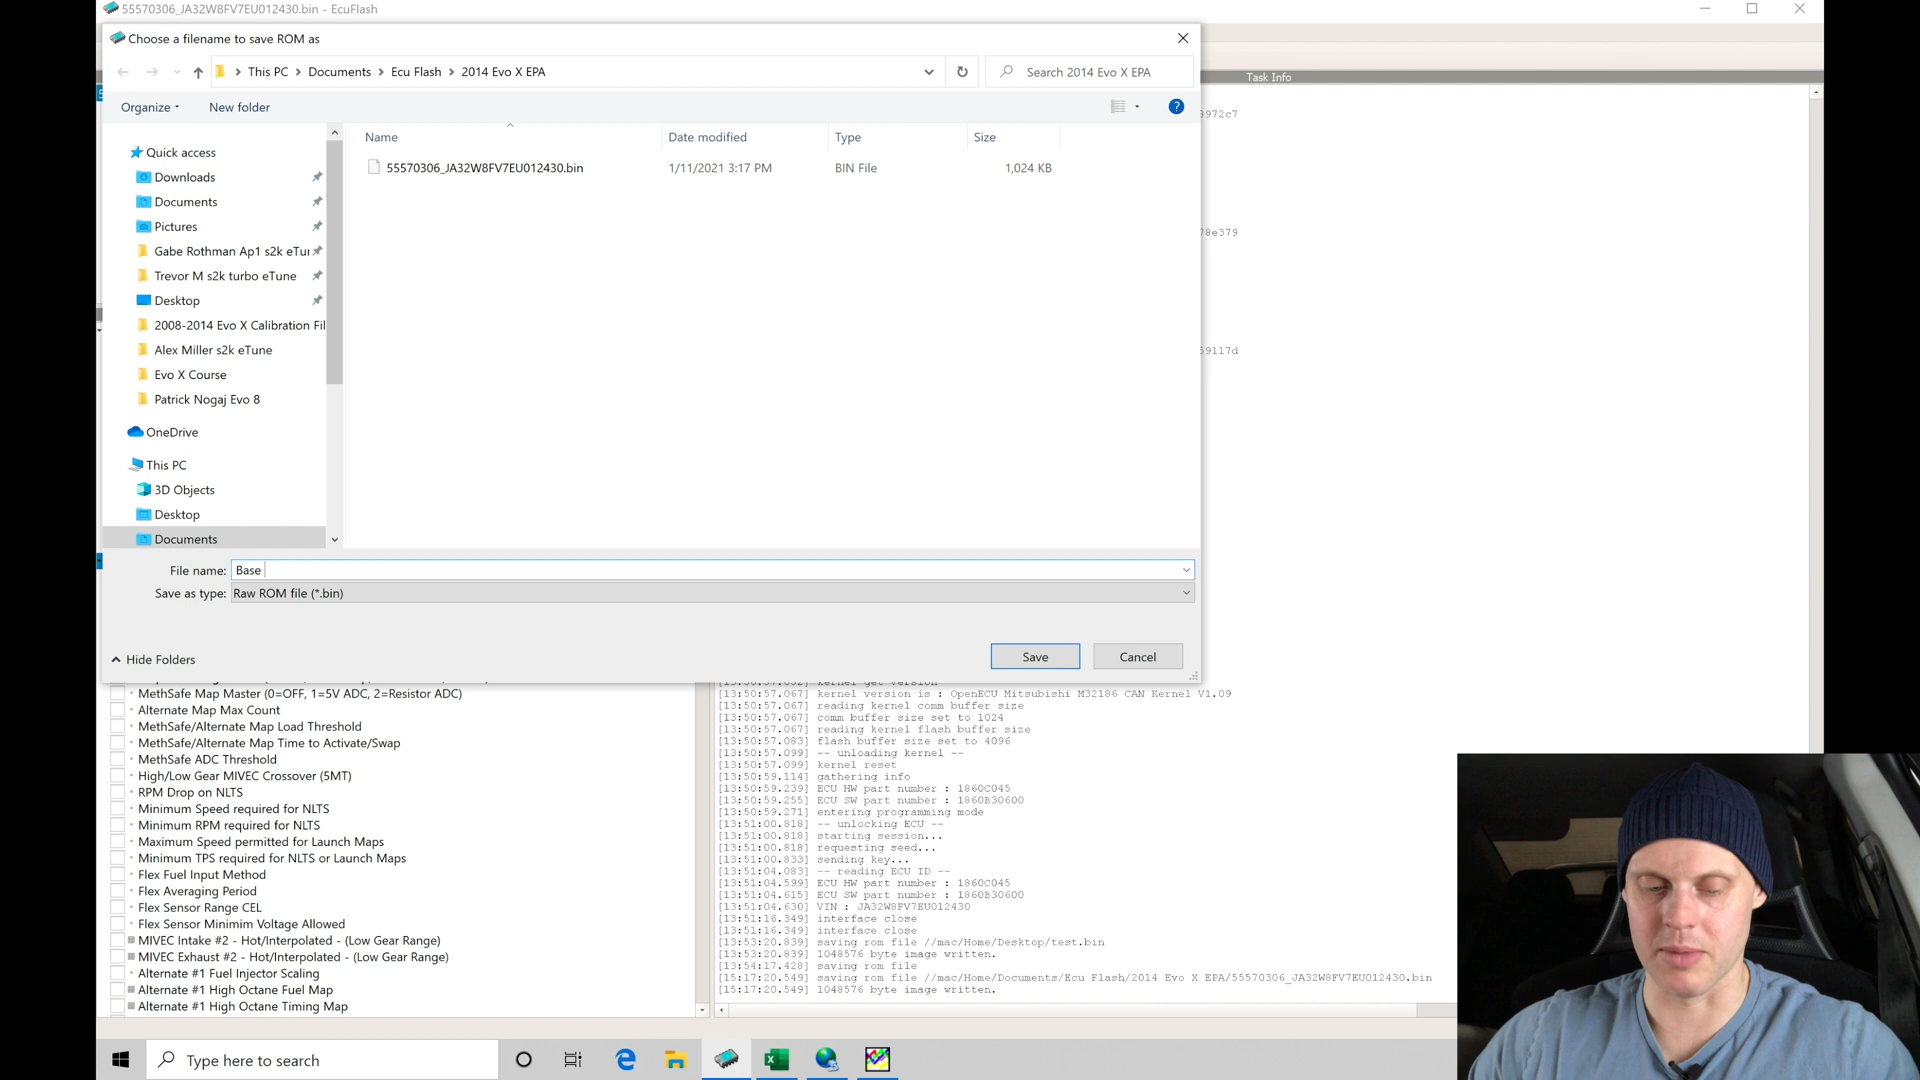 55570306_JA32W8FV7EU012430.bin - EcuFlash
Choose a filename to save ROM as
This PC > Documents > Ecu Flash > 2014 Evo X EPA
Search 2014 Evo X EPA
Task Info
Organize
New folder
?
3972c7
Name
Date modified
Type
Size
55570306_JA32W8FV7EU012430.bin
1/11/2021 3:17 PM
BIN File
1,024 KB
Quick access
Downloads
Documents
Pictures
Gabe Rothman Ap1 s2k eTu
Trevor M s2k turbo eTune
Desktop
2008-2014 Evo X Calibration Fil
Alex Miller s2k eTune
Evo X Course
Patrick Nogaj Evo 8
OneDrive
This PC
3D Objects
Desktop
Documents
78e379
59117d
File name:
Base
Save as type:
Raw ROM file (*.bin)
Hide Folders
Save
Cancel
MethSafe Map Master (0=OFF, 1=5V ADC, 2=Resistor ADC)
Alternate Map Max Count
MethSafe/Alternate Map Load Threshold
MethSafe/Alternate Map Time to Activate/Swap
MethSafe ADC Threshold
High/Low Gear MIVEC Crossover (5MT)
RPM Drop on NLTS
Minimum Speed required for NLTS
Minimum RPM required for NLTS
Maximum Speed permitted for Launch Maps
Minimum TPS required for NLTS or Launch Maps
Flex Fuel Input Method
Flex Averaging Period
Flex Sensor Range CEL
Flex Sensor Minimim Voltage Allowed
MIVEC Intake #2 - Hot/Interpolated - (Low Gear Range)
MIVEC Exhaust #2 - Hot/Interpolated - (Low Gear Range)
Alternate #1 Fuel Injector Scaling
Alternate #1 High Octane Fuel Map
Alternate #1 High Octane Timing Map
[13:50:57.052] kernel get version
[13:50:57.067] kernel version is : OpenECU Mitsubishi M32186 CAN Kernel V1.09
[13:50:57.067] reading kernel comm buffer size
[13:50:57.067] comm buffer size set to 1024
[13:50:57.067] reading kernel flash buffer size
[13:50:57.083] flash buffer size set to 4096
[13:50:57.099] -- unloading kernel --
[13:50:57.099] kernel reset
[13:50:59.114] gathering info
[13:50:59.239] ECU HW part number : 1860C045
[13:50:59.255] ECU SW part number : 1860B30600
[13:50:59.271] entering programming mode
[13:51:00.818] -- unlocking ECU --
[13:51:00.818] starting session...
[13:51:00.818] requesting seed...
[13:51:00.833] sending key...
[13:51:04.083] -- reading ECU ID --
[13:51:04.599] ECU HW part number : 1860C045
[13:51:04.615] ECU SW part number : 1860B30600
[13:51:04.630] VIN : JA32W8FV7EU012430
[13:51:16.349] interface close
[13:51:16.349] interface close
[13:53:20.839] saving rom file //mac/Home/Desktop/test.bin
[13:53:20.839] 1048576 byte image written.
[13:54:17.428] saving rom file
[15:17:20.549] saving rom file //mac/Home/Documents/Ecu Flash/2014 Evo X EPA/55570306_JA32W8FV7EU012430.bin
[15:17:20.549] 1048576 byte image written.
Type here to search